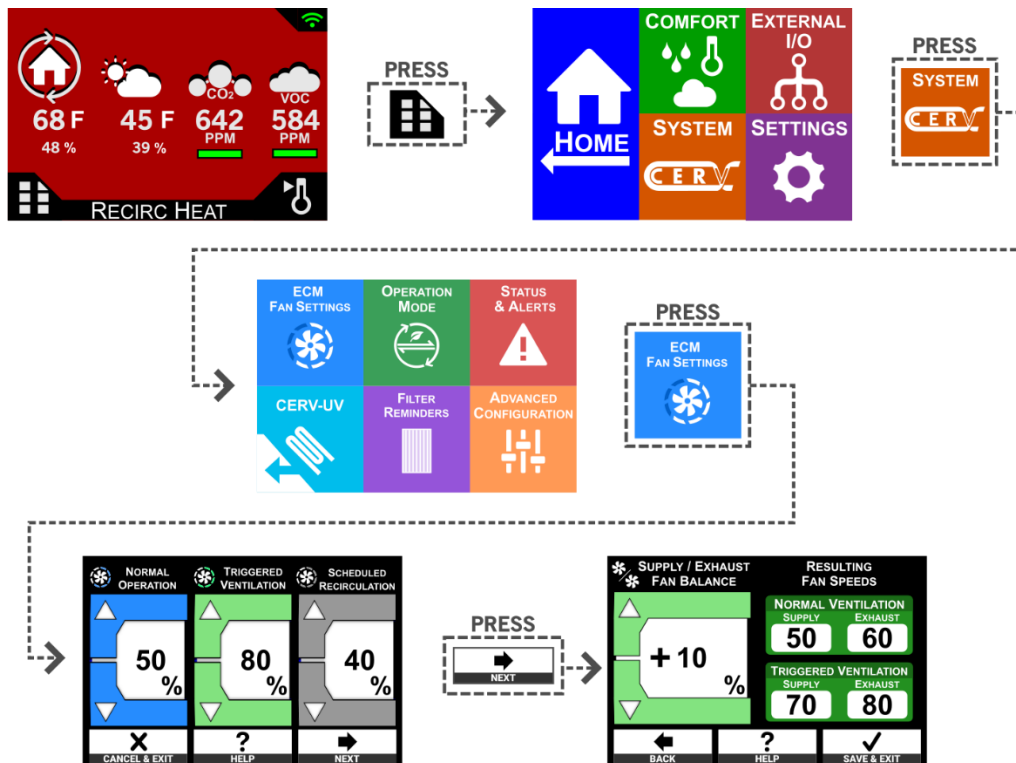 68 F
48 %
45 F
39 %
CO2
642
PPM
VOC
584
PPM
RECIRC HEAT
PRESS
HOME
COMFORT
EXTERNAL
I/O
SYSTEM
CERV
SETTINGS
PRESS
SYSTEM
CERV
ECM
FAN SETTINGS
OPERATION
MODE
STATUS
& ALERTS
CERV-UV
FILTER
REMINDERS
ADVANCED
CONFIGURATION
PRESS
ECM
FAN SETTINGS
NORMAL
OPERATION
50
%
TRIGGERED
VENTILATION
80
%
SCHEDULED
RECIRCULATION
40
%
X
CANCEL & EXIT
?
HELP
NEXT
PRESS
NEXT
SUPPLY / EXHAUST
FAN BALANCE
+10
%
RESULTING
FAN SPEEDS
NORMAL VENTILATION
SUPPLY EXHAUST
50 60
TRIGGERED VENTILATION
SUPPLY EXHAUST
70 80
BACK
?
HELP
SAVE & EXIT